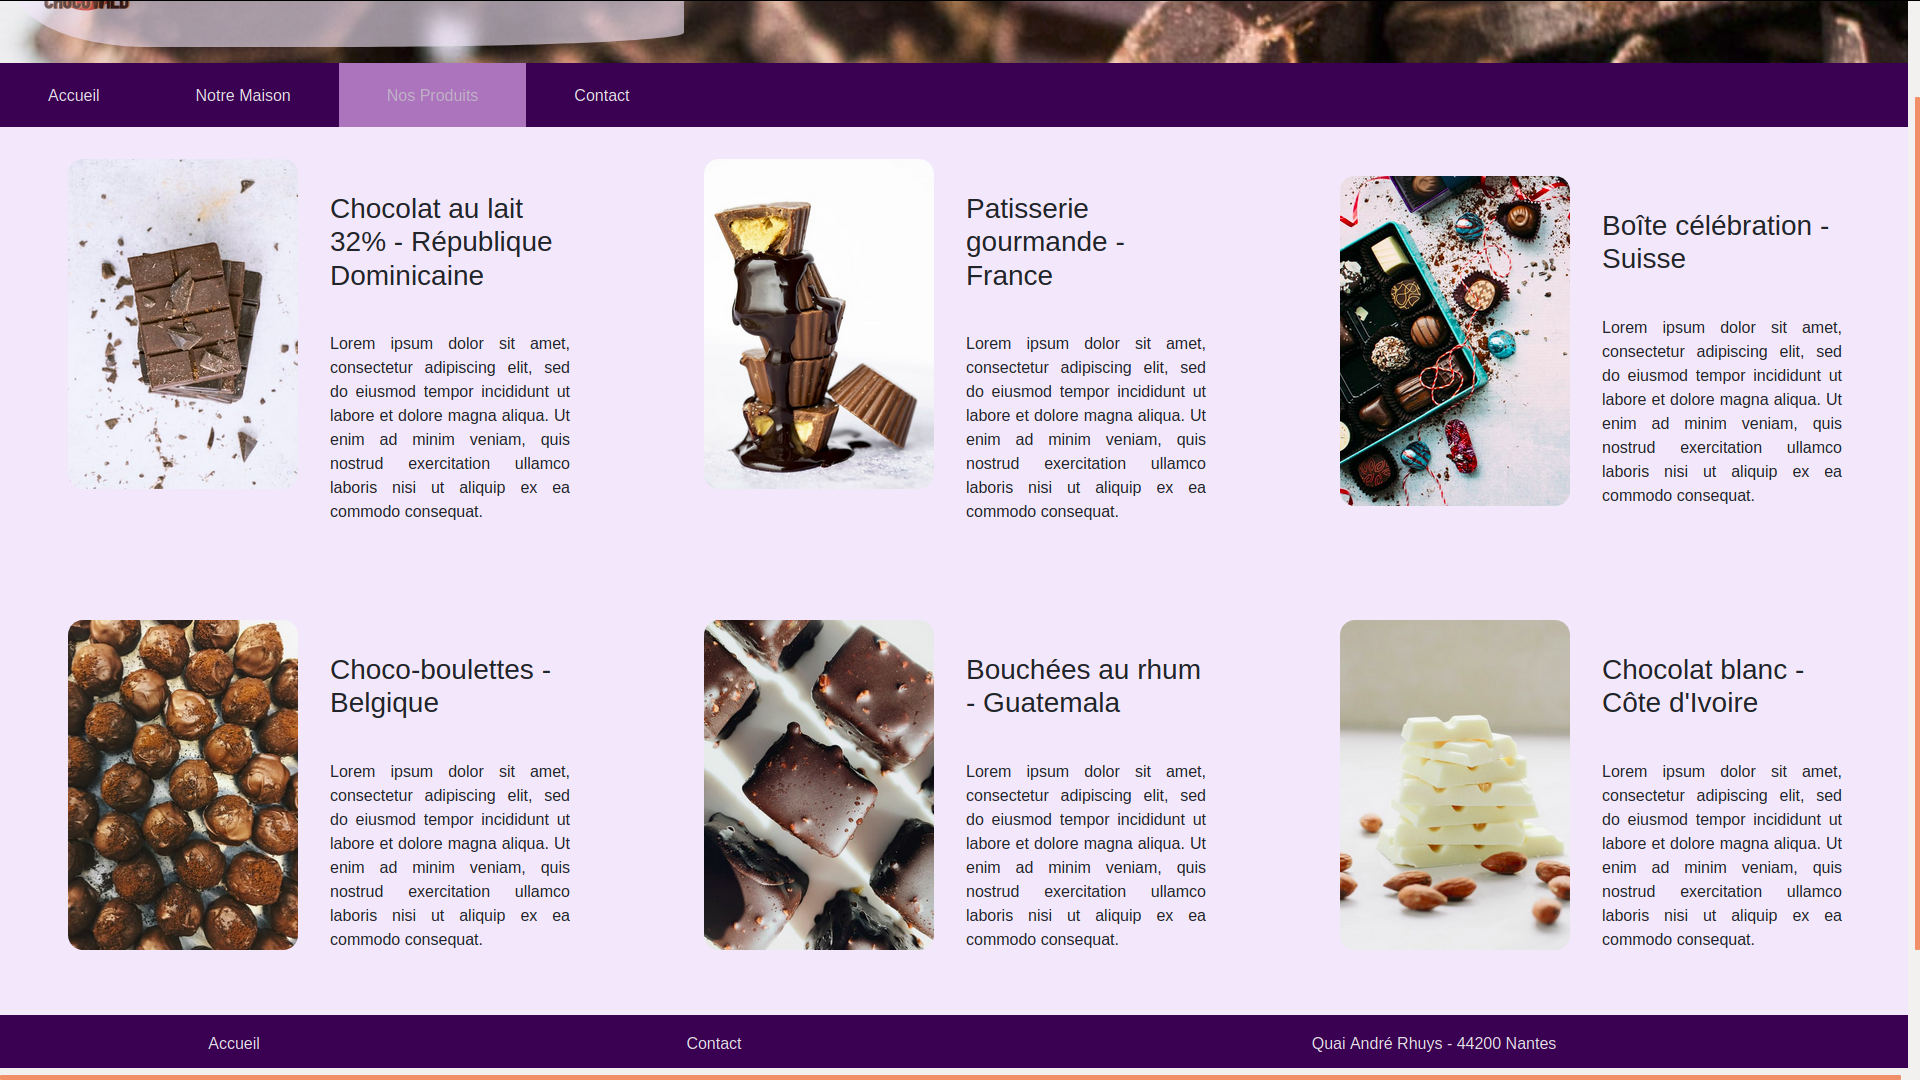 CHOCO WILD
Accueil
Notre Maison
Nos Produits
Contact
Chocolat au lait
32% - République
Dominicaine
Lorem ipsum dolor sit amet,
consectetur adipiscing elit, sed
do eiusmod tempor incididunt ut
labore et dolore magna aliqua. Ut
enim ad minim veniam, quis
nostrud exercitation ullamco
laboris nisi ut aliquip ex ea
commodo consequat.
Patisserie
gourmande -
France
Lorem ipsum dolor sit amet,
consectetur adipiscing elit, sed
do eiusmod tempor incididunt ut
labore et dolore magna aliqua. Ut
enim ad minim veniam, quis
nostrud exercitation ullamco
laboris nisi ut aliquip ex ea
commodo consequat.
Boîte célébration -
Suisse
Lorem ipsum dolor sit amet,
consectetur adipiscing elit, sed
do eiusmod tempor incididunt ut
labore et dolore magna aliqua. Ut
enim ad minim veniam, quis
nostrud exercitation ullamco
laboris nisi ut aliquip ex ea
commodo consequat.
Choco-boulettes -
Belgique
Lorem ipsum dolor sit amet,
consectetur adipiscing elit, sed
do eiusmod tempor incididunt ut
labore et dolore magna aliqua. Ut
enim ad minim veniam, quis
nostrud exercitation ullamco
laboris nisi ut aliquip ex ea
commodo consequat.
Bouchées au rhum
- Guatemala
Lorem ipsum dolor sit amet,
consectetur adipiscing elit, sed
do eiusmod tempor incididunt ut
labore et dolore magna aliqua. Ut
enim ad minim veniam, quis
nostrud exercitation ullamco
laboris nisi ut aliquip ex ea
commodo consequat.
Chocolat blanc -
Côte d'Ivoire
Lorem ipsum dolor sit amet,
consectetur adipiscing elit, sed
do eiusmod tempor incididunt ut
labore et dolore magna aliqua. Ut
enim ad minim veniam, quis
nostrud exercitation ullamco
laboris nisi ut aliquip ex ea
commodo consequat.
Accueil
Contact
Quai André Rhuys - 44200 Nantes